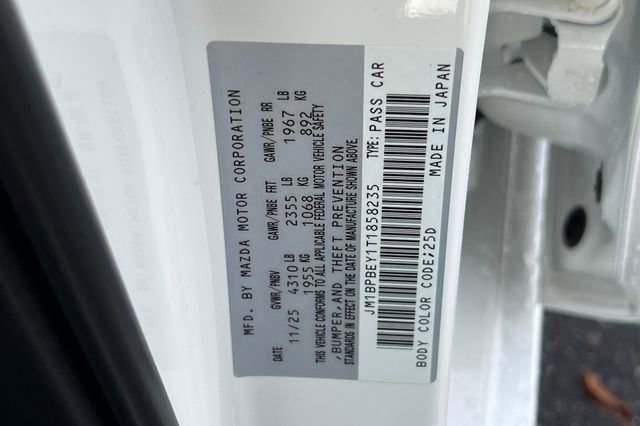 MFD. BY MAZDA MOTOR CORPORATION
DATE GVWR/PNBV GAWR/PNBE FRT GAWR/PNBE RR
11/25 4310 LB 2355 LB 1967 LB
1955 KG 1068 KG 892 KG
THIS VEHICLE CONFORMS TO ALL APPLICABLE FEDERAL MOTOR VEHICLE SAFETY
, BUMPER, AND THEFT PREVENTION
STANDARDS IN EFFECT ON THE DATE OF MANUFACTURE SHOWN ABOVE.
JM1BPBEY1T1858235 TYPE: PASS CAR
BODY COLOR CODE;25D MADE IN JAPAN